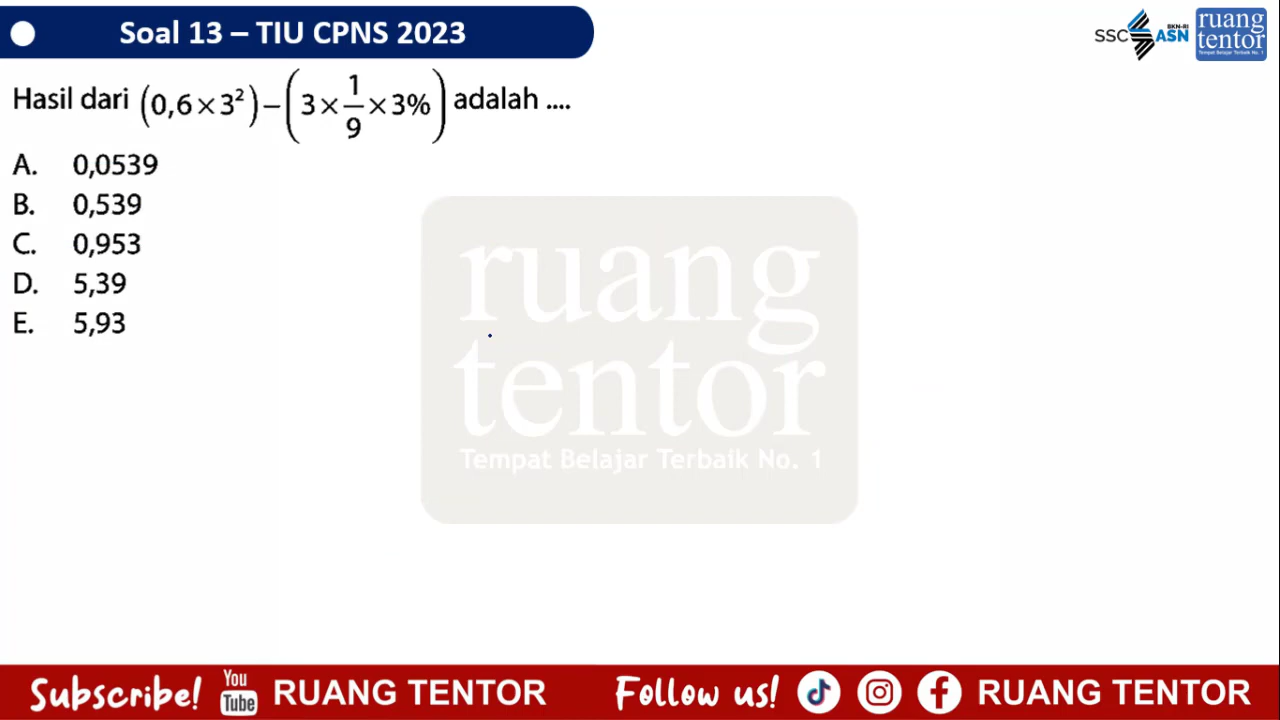 Soal 13 – TIU CPNS 2023
SSC BKN-RI ASN
ruang
tentor
Tempat Belajar Terbaik No. 1
Hasil dari (0,6×3²)−(3×1/9×3%) adalah ....
A. 0,0539
B. 0,539
C. 0,953
D. 5,39
E. 5,93
ruang
tentor
Tempat Belajar Terbaik No. 1
Subscribe! You Tube RUANG TENTOR Follow us! RUANG TENTOR